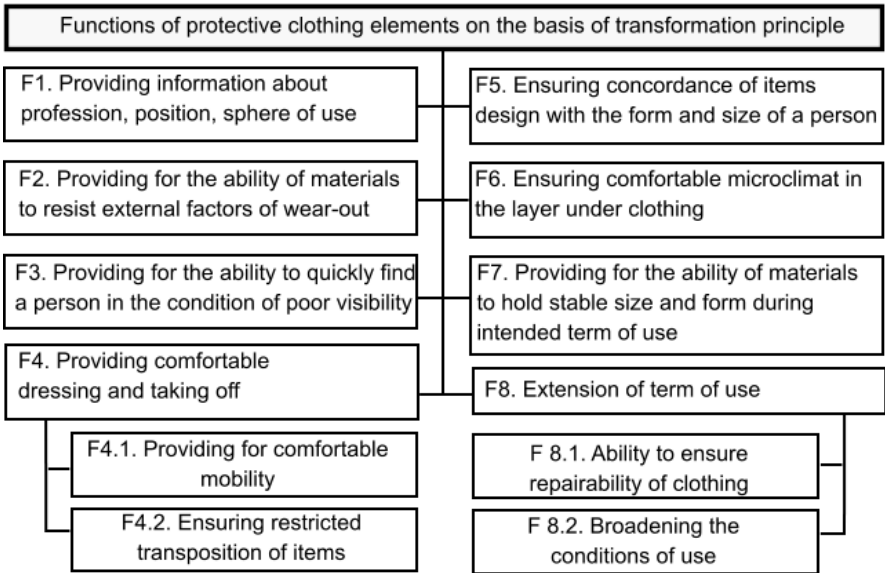 Functions of protective clothing elements on the basis of transformation principle
F1. Providing information about
profession, position, sphere of use
F2. Providing for the ability of materials
to resist external factors of wear-out
F3. Providing for the ability to quickly find
a person in the condition of poor visibility
F4. Providing comfortable
dressing and taking off
F4.1. Providing for comfortable
mobility
F4.2. Ensuring restricted
transposition of items
F5. Ensuring concordance of items
design with the form and size of a person
F6. Ensuring comfortable microclimat in
the layer under clothing
F7. Providing for the ability of materials
to hold stable size and form during
intended term of use
F8. Extension of term of use
F 8.1. Ability to ensure
repairability of clothing
F 8.2. Broadening the
conditions of use